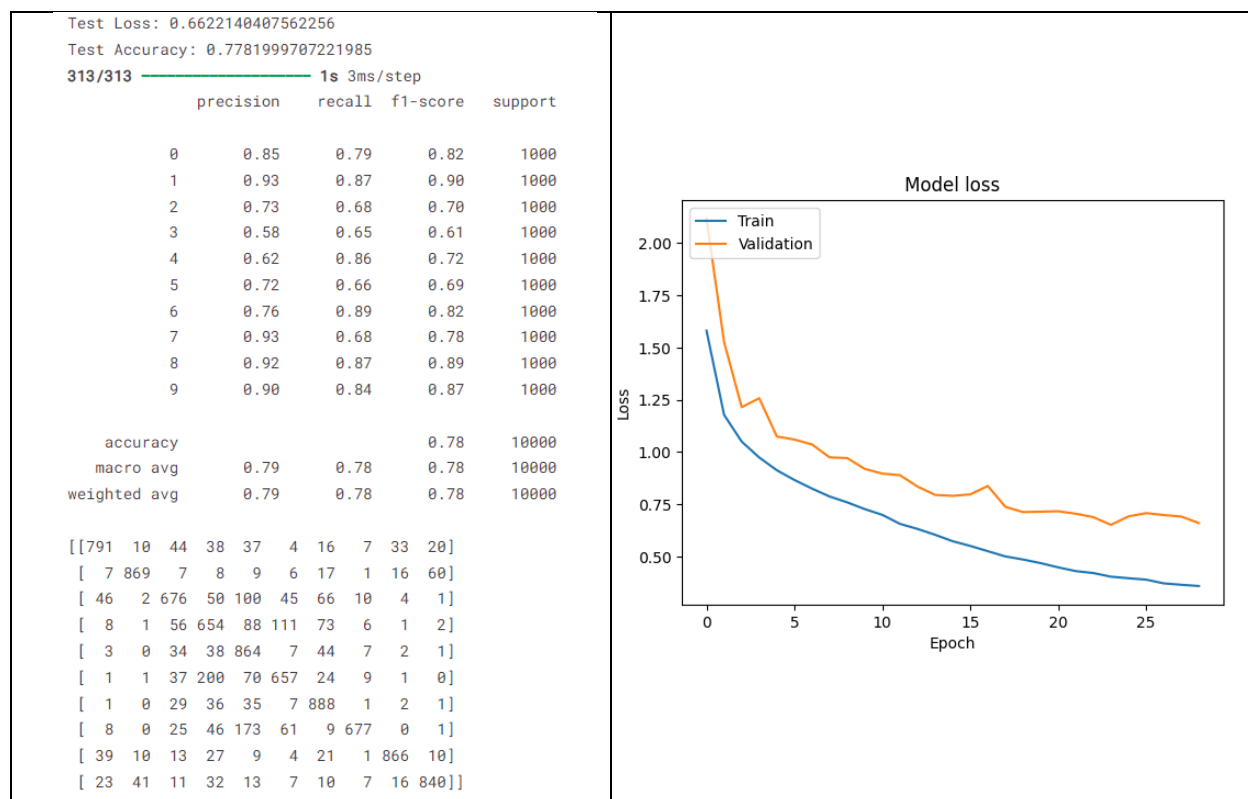 Test Loss: 0.6622140407562256
Test Accuracy: 0.7781999707221985
313/313 1s 3ms/step
precision recall f1-score support
0 0.85 0.79 0.82 1000
1 0.93 0.87 0.90 1000
2 0.73 0.68 0.70 1000
3 0.58 0.65 0.61 1000
4 0.62 0.86 0.72 1000
5 0.72 0.66 0.69 1000
6 0.76 0.89 0.82 1000
7 0.93 0.68 0.78 1000
8 0.92 0.87 0.89 1000
9 0.90 0.84 0.87 1000
accuracy 0.78 10000
macro avg 0.79 0.78 0.78 10000
weighted avg 0.79 0.78 0.78 10000
[[791 10 44 38 37 4 16 7 33 20]
[ 7 869 7 8 9 6 17 1 16 60]
[ 46 2 676 50 100 45 66 10 4 1]
[ 8 1 56 654 88 111 73 6 1 2]
[ 3 0 34 38 864 7 44 7 2 1]
[ 1 1 37 200 70 657 24 9 1 0]
[ 1 0 29 36 35 7 888 1 2 1]
[ 8 0 25 46 173 61 9 677 0 1]
[ 39 10 13 27 9 4 21 1 866 10]
[ 23 41 11 32 13 7 10 7 16 840]]
Model loss
Train
Validation
2.00
1.75
1.50
1.25
1.00
0.75
0.50
Loss
0 5 10 15 20 25
Epoch